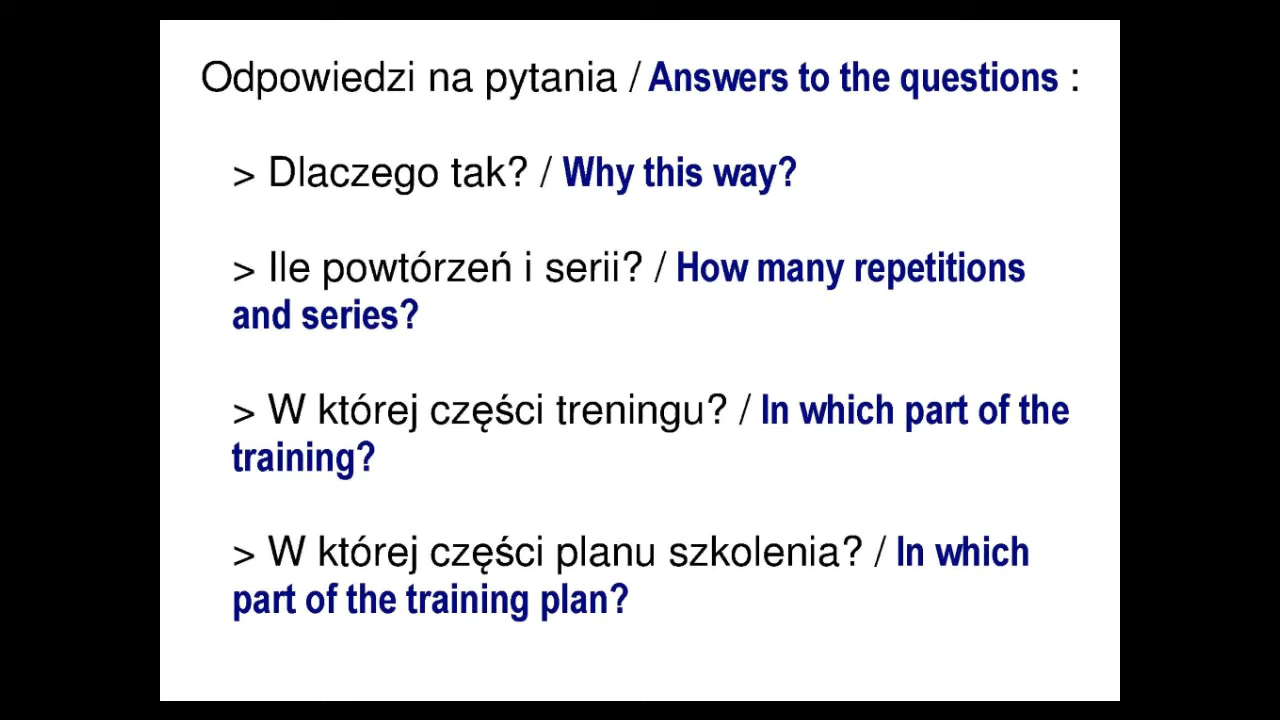 Odpowiedzi na pytania / Answers to the questions :
> Dlaczego tak? / Why this way?
> Ile powtórzeń i serii? / How many repetitions
and series?
> W której części treningu? / In which part of the
training?
> W której części planu szkolenia? / In which
part of the training plan?